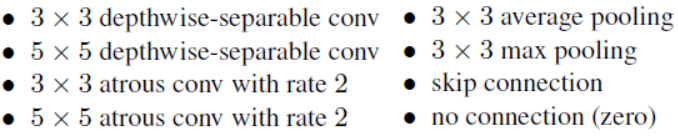 • 3 × 3 depthwise-separable conv
• 5 × 5 depthwise-separable conv
• 3 × 3 atrous conv with rate 2
• 5 × 5 atrous conv with rate 2
• 3 × 3 average pooling
• 3 × 3 max pooling
• skip connection
• no connection (zero)